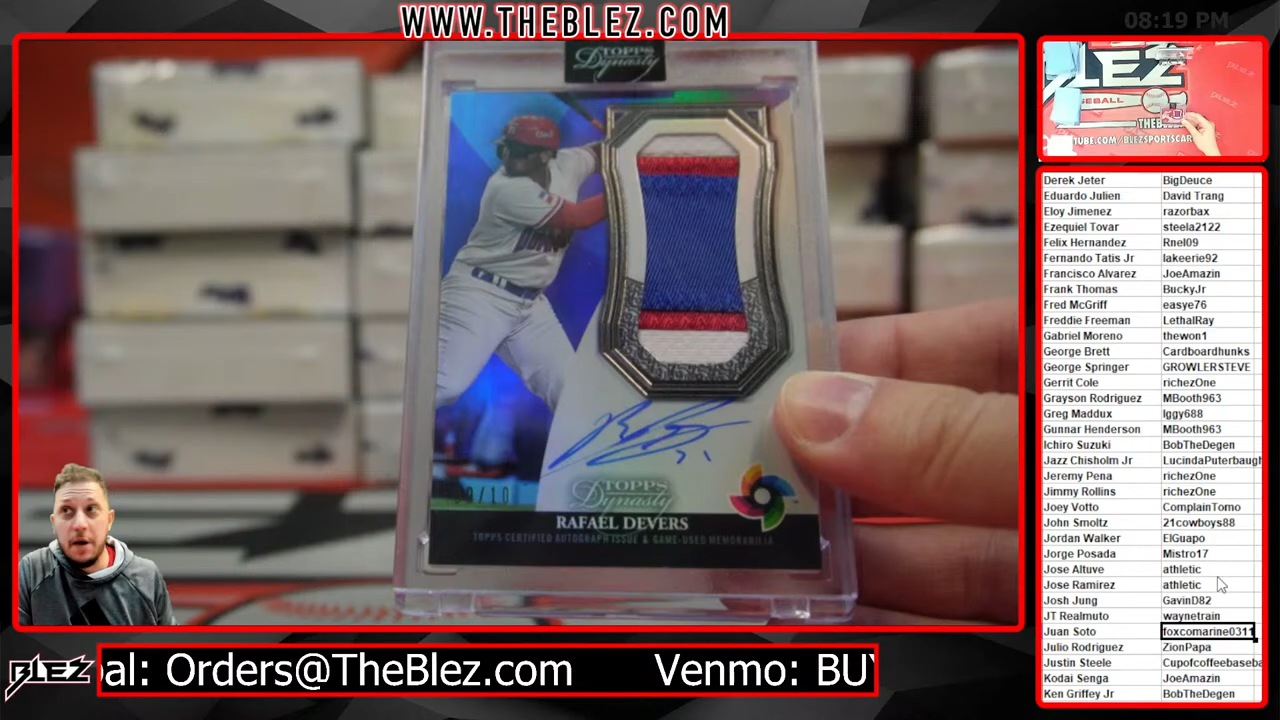 WWW.THEBLEZ.COM
08:19 PM
TOPPS
Dynasty
BLEZ
BASEBALL
TOPPS
Dynasty
RAFAEL DEVERS
TOPPS CERTIFIED AUTOGRAPH ISSUE & GAME-USED MEMORABILIA
Derek Jeter BigDeuce
Eduardo Julien David Trang
Eloy Jimenez razorbax
Ezequiel Tovar steela2122
Felix Hernandez Rnel09
Fernando Tatis Jr lakeerie92
Francisco Alvarez JoeAmazin
Frank Thomas BuckyJr
Fred McGriff easye76
Freddie Freeman LethalRay
Gabriel Moreno thewon1
George Brett Cardboardhunks
George Springer GROWLERSTEVE
Gerrit Cole richezOne
Grayson Rodriguez MBooth963
Greg Maddux Iggy688
Gunnar Henderson MBooth963
Ichiro Suzuki BobTheDegen
Jazz Chisholm Jr LucindaPuterbaugh
Jeremy Pena richezOne
Jimmy Rollins richezOne
Joey Votto ComplainTomo
John Smoltz 21cowboys88
Jordan Walker ElGuapo
Jorge Posada Mistro17
Jose Altuve athletic
Jose Ramirez athletic
Josh Jung GavinD82
JT Realmuto waynetrain
Juan Soto foxcomarine0311
Julio Rodriguez ZionPapa
Justin Steele Cupofcoffeeseba
Kodai Senga JoeAmazin
Ken Griffey Jr BobTheDegen
BLEZ
pal: Orders@TheBlez.com Venmo: BUY